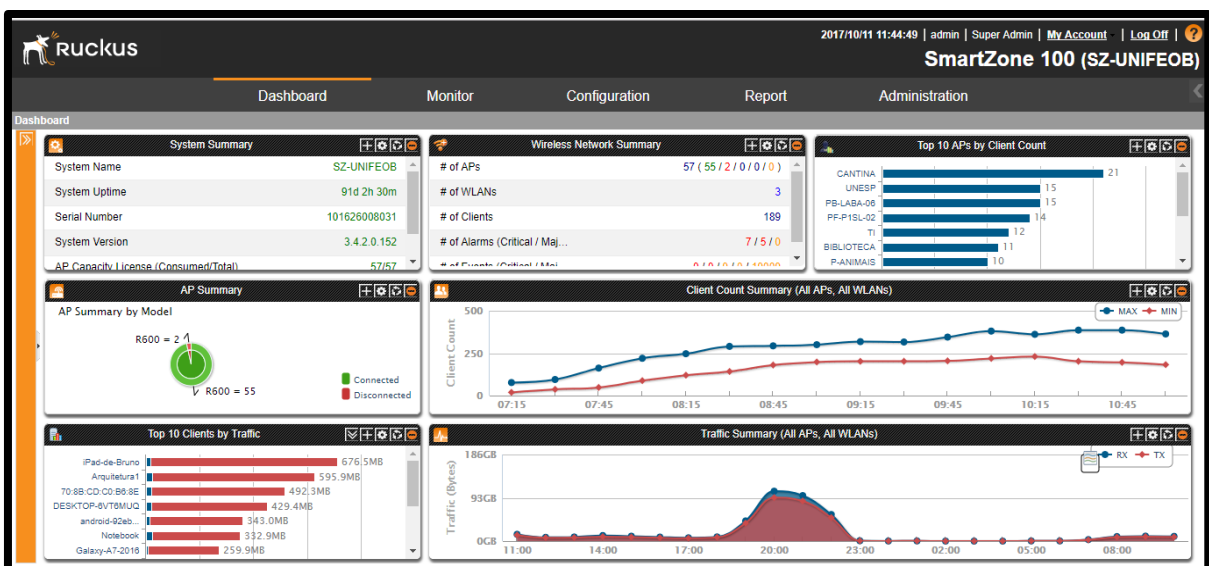 Ruckus
2017/10/11 11:44:49 | admin | Super Admin | My Account | Log Off | ?
SmartZone 100 (SZ-UNIFEOB)
Dashboard Monitor Configuration Report Administration
Dashboard
System Summary
System Name SZ-UNIFEOB
System Uptime 91d 2h 30m
Serial Number 101626008031
System Version 3.4.2.0.152
AP Capacity License (Consumed/Total) 57/57
Wireless Network Summary
# of APs 57 ( 55 / 2 / 0 / 0 / 0 )
# of WLANs 3
# of Clients 189
# of Alarms (Critical / Maj... 7 / 5 / 0
# of Events (Critical / Maj...
Top 10 APs by Client Count
CANTINA 21
UNESP 15
PB-LABA-06 15
PF-P1SL-02 14
TI 12
BIBLIOTECA 11
P-ANIMAIS 10
AP Summary
AP Summary by Model
R600 = 2
R600 = 55
Connected
Disconnected
Client Count Summary (All APs, All WLANs)
MAX MIN
Client Count
500
250
0
07:15 07:45 08:15 08:45 09:15 09:45 10:15 10:45
Top 10 Clients by Traffic
iPad-de-Bruno 676.5MB
Arquitetura1 595.9MB
70:8B:CD:C0:B6:8E 492.3MB
DESKTOP-6VT6MUQ 429.4MB
android-92eb... 343.0MB
Notebook 332.9MB
Galaxy-A7-2016 259.9MB
Traffic Summary (All APs, All WLANs)
RX TX
Traffic (Bytes)
186GB
93GB
0GB
11:00 14:00 17:00 20:00 23:00 02:00 05:00 08:00